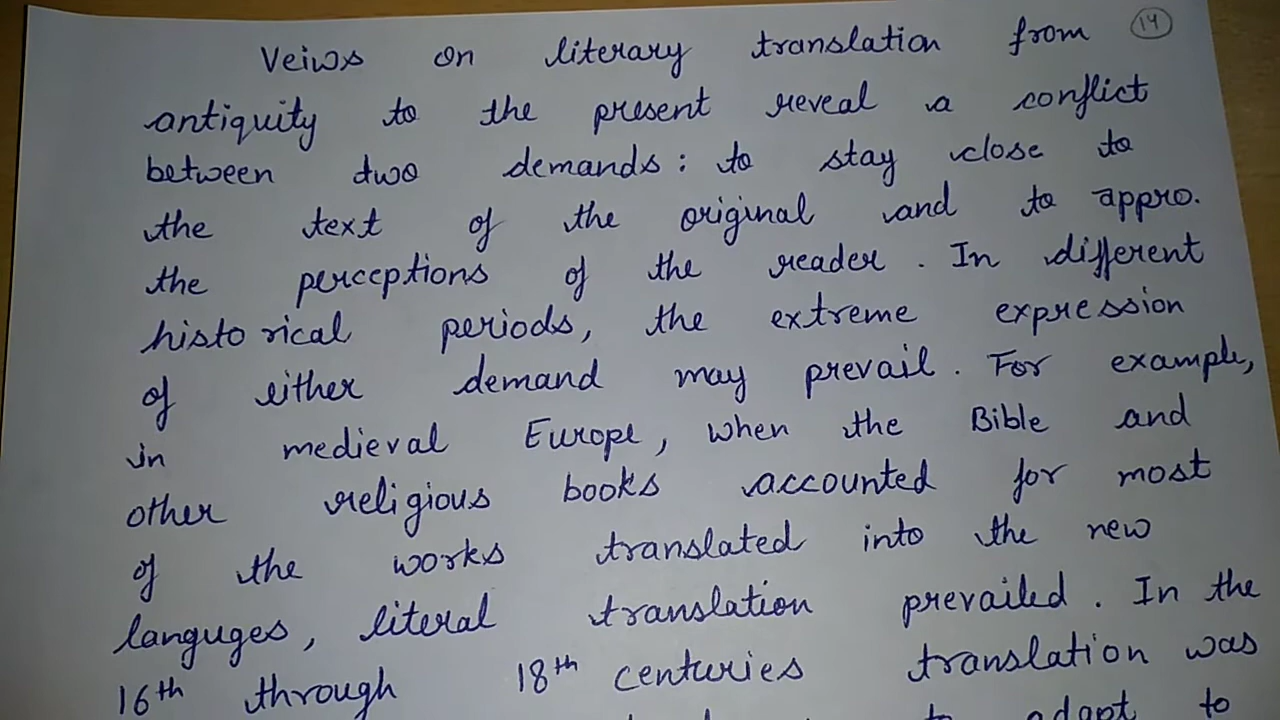 Veiws on literary translation from 14
antiquity to the present reveal a conflict
between two demands: to stay close to
the text of the original and to appro.
the perceptions of the reader. In different
historical periods, the extreme expression
of either demand may prevail. For example,
in medieval Europe, when the Bible and
other religious books accounted for most
of the works translated into the new
languges, literal translation prevailed. In the
16th through 18th centuries translation was
to adapt to